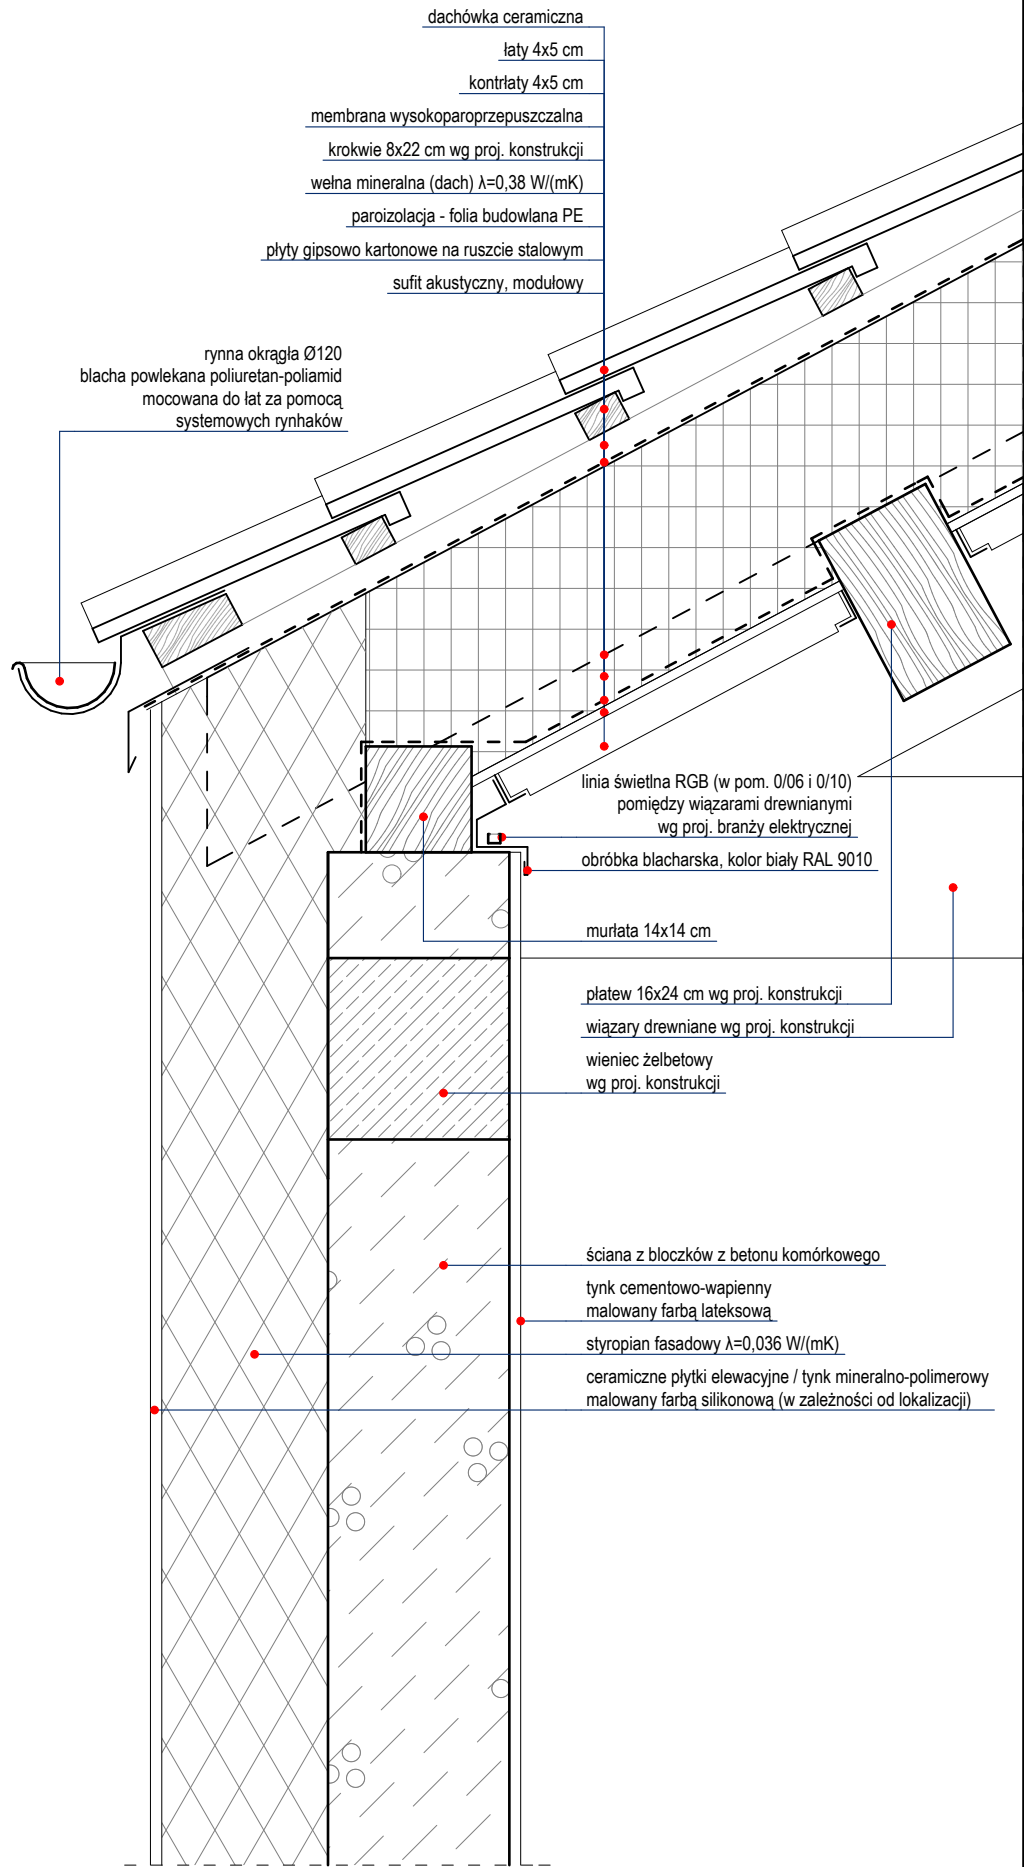 dachówka ceramiczna
łaty 4x5 cm
kontrłaty 4x5 cm
membrana wysokoparoprzepuszczalna
krokwie 8x22 cm wg proj. konstrukcji
wełna mineralna (dach) λ=0,38 W/(mK)
paroizolacja - folia budowlana PE
płyty gipsowo kartonowe na ruszcie stalowym
sufit akustyczny, modułowy
rynna okrągła Ø120
blacha powlekana poliuretan-poliamid
mocowana do łat za pomocą
systemowych rynhaków
linia świetlna RGB (w pom. 0/06 i 0/10)
pomiędzy wiązarami drewnianymi
wg proj. branży elektrycznej
obróbka blacharska, kolor biały RAL 9010
murłata 14x14 cm
płatew 16x24 cm wg proj. konstrukcji
wiązary drewniane wg proj. konstrukcji
wieniec żelbetowy
wg proj. konstrukcji
ściana z bloczków z betonu komórkowego
tynk cementowo-wapienny
malowany farbą lateksową
styropian fasadowy λ=0,036 W/(mK)
ceramiczne płytki elewacyjne / tynk mineralno-polimerowy
malowany farbą silikonową (w zależności od lokalizacji)